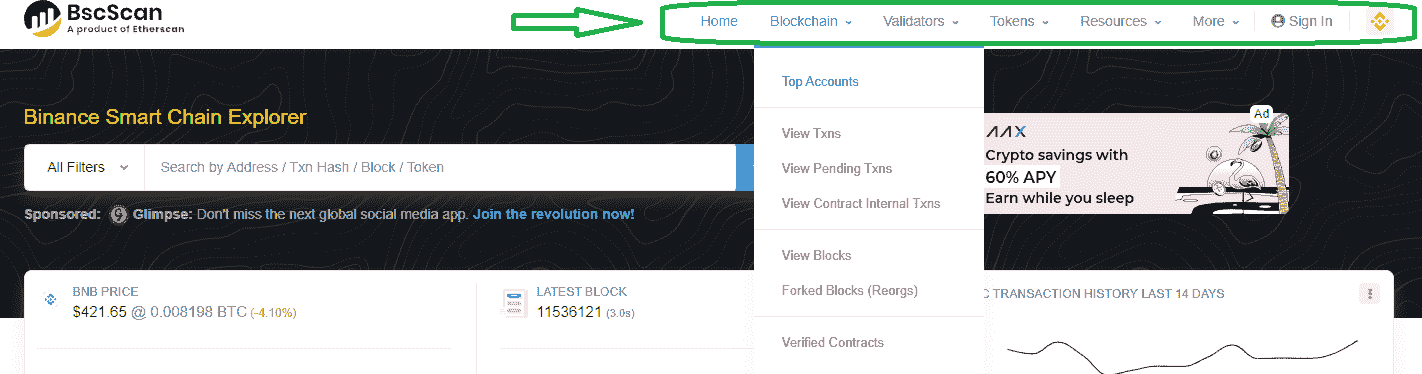 BscScan
A product of Etherscan
Home
Blockchain
Validators
Tokens
Resources
More
Sign In
Top Accounts
View Txns
View Pending Txns
View Contract Internal Txns
View Blocks
Forked Blocks (Reorgs)
Verified Contracts
Binance Smart Chain Explorer
All Filters
Search by Address / Txn Hash / Block / Token
Sponsored: Glimpse: Don't miss the next global social media app. Join the revolution now!
Ad
AAX
Crypto savings with
60% APY
Earn while you sleep
BNB PRICE
$421.65 @ 0.008198 BTC (-4.10%)
LATEST BLOCK
11536121 (3.0s)
C TRANSACTION HISTORY LAST 14 DAYS